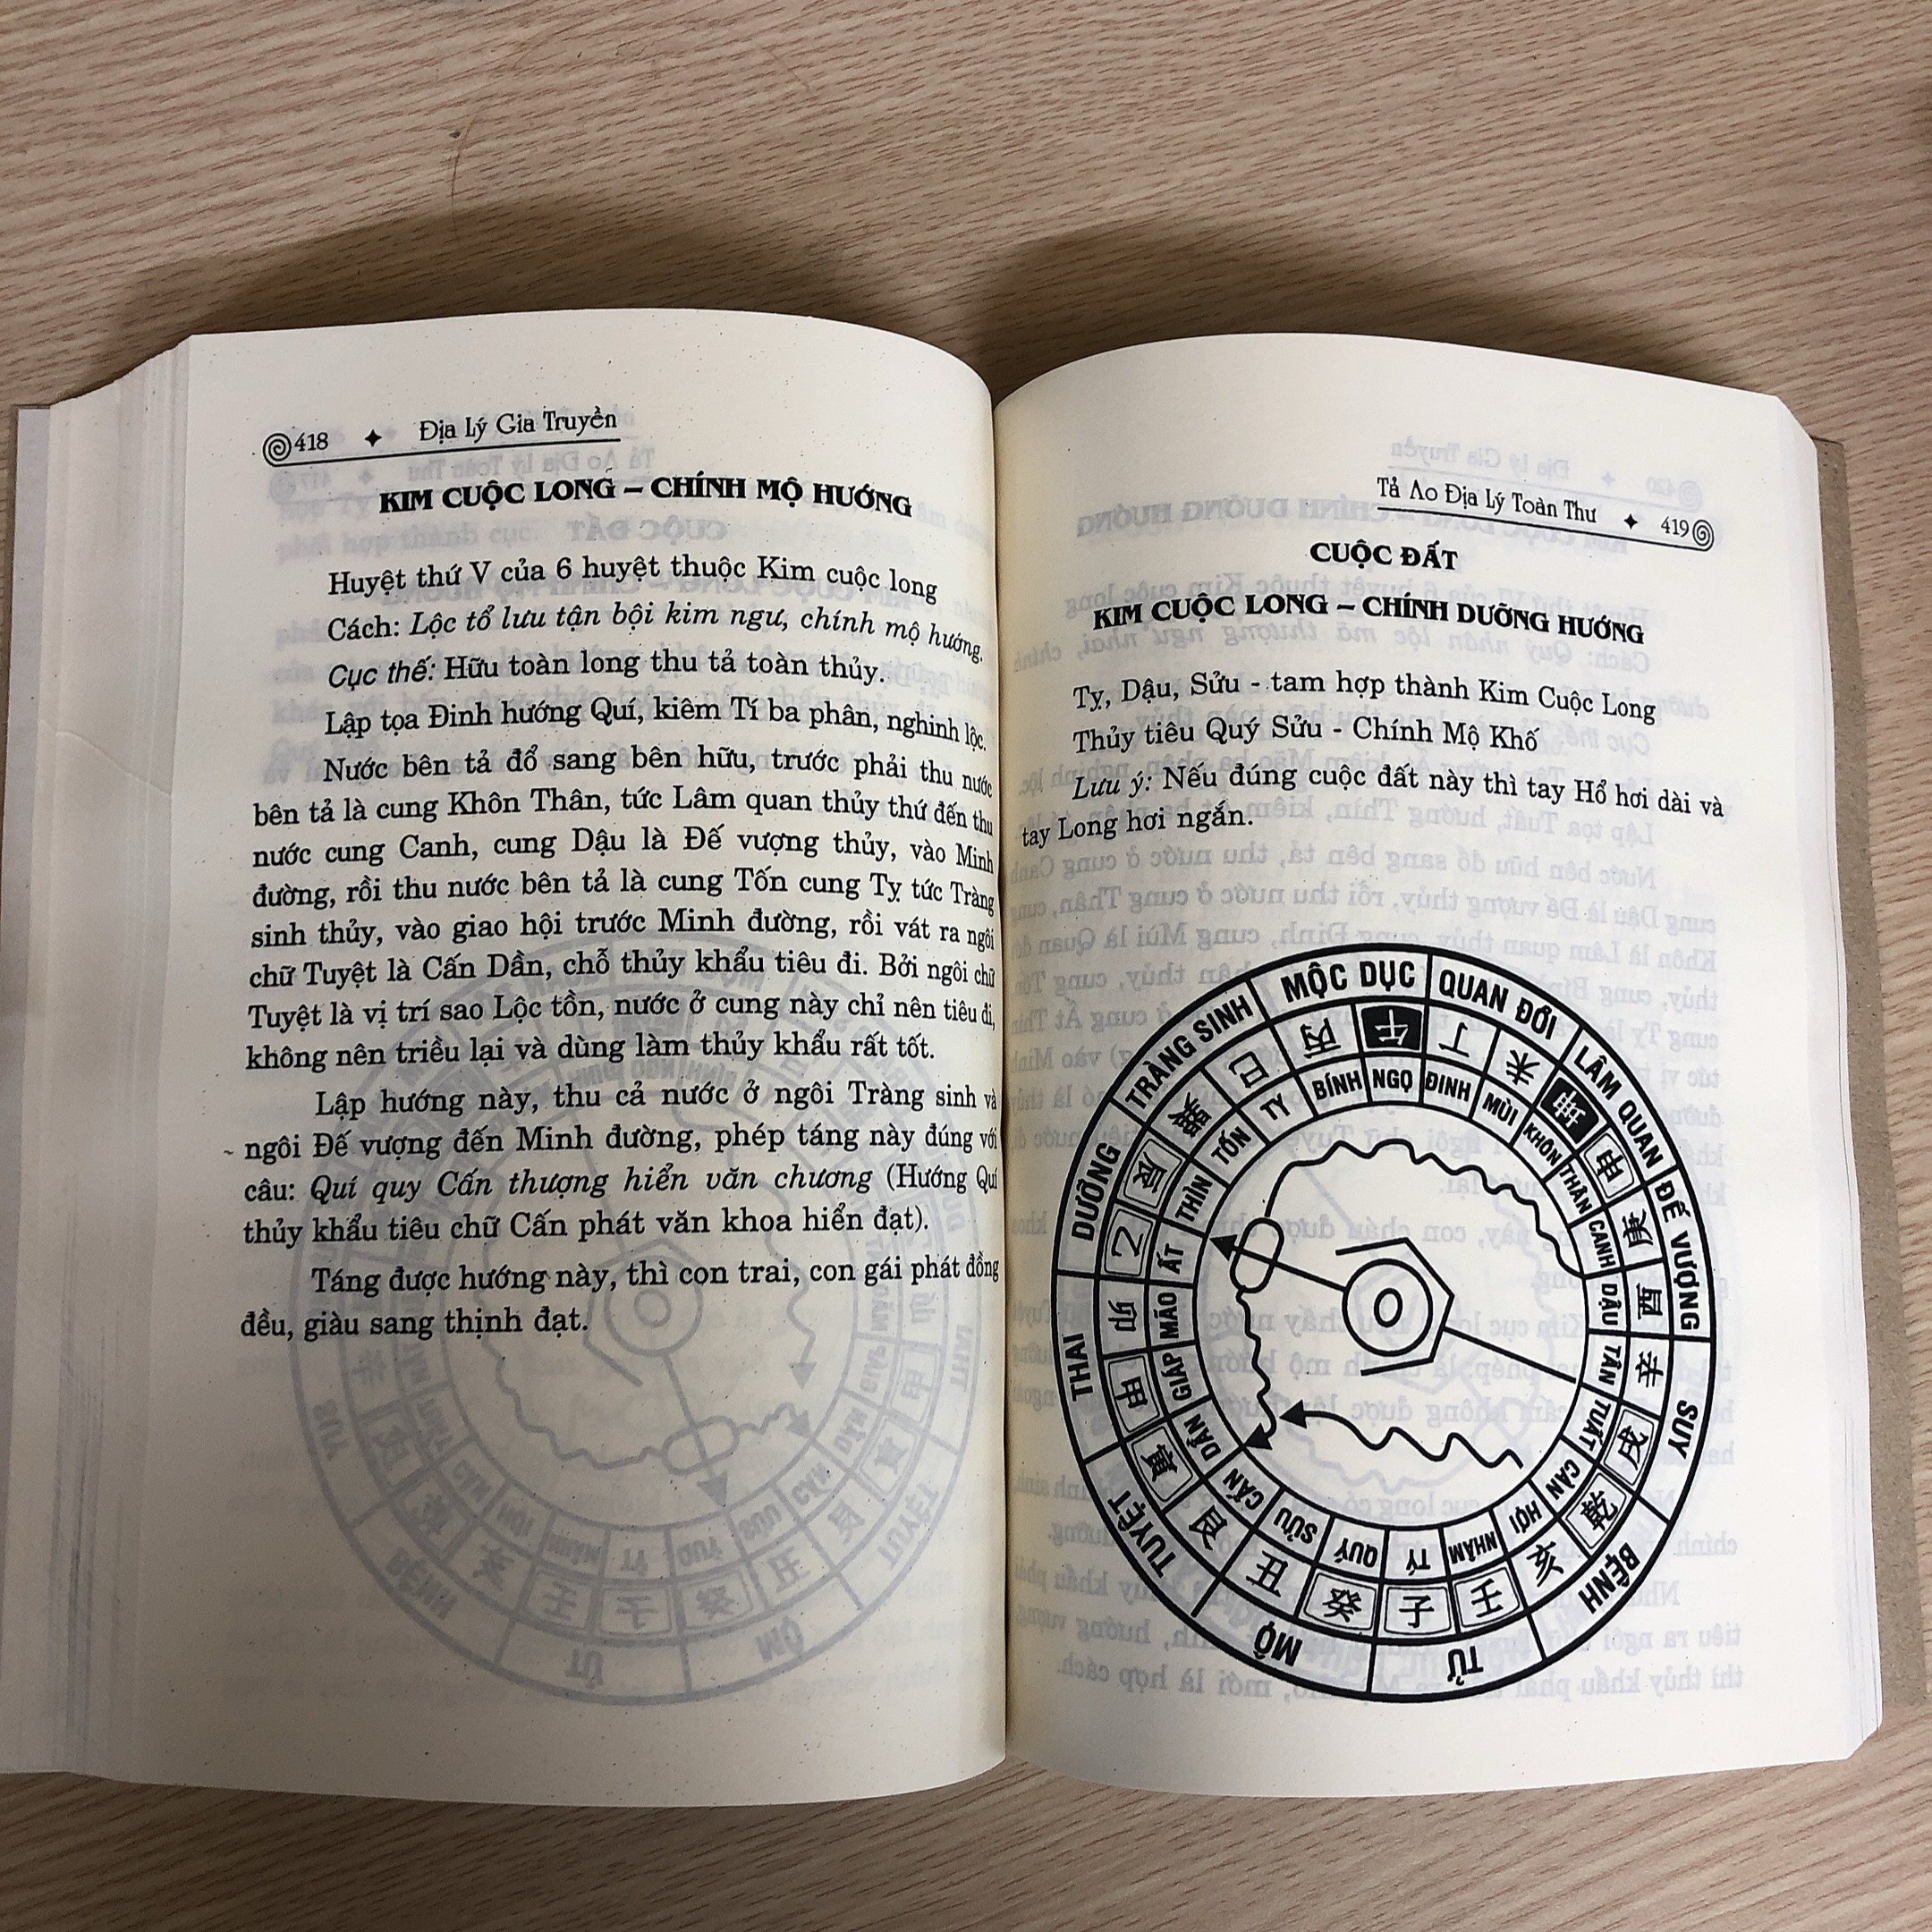 418 ✦ Địa Lý Gia Truyền
KIM CUỘC LONG – CHÍNH MỘ HƯỚNG
Huyệt thứ V của 6 huyệt thuộc Kim cuộc long
Cách: Lộc tổ lưu tận bội kim ngư, chính mộ hướng.
Cục thế: Hữu toàn long thu tả toàn thủy.
Lập tọa Đinh hướng Quí, kiêm Tí ba phân, nghinh lộc.
Nước bên tả đổ sang bên hữu, trước phải thu nước
bên tả là cung Khôn Thân, tức Lâm quan thủy thứ đến thu
nước cung Canh, cung Dậu là Đế vượng thủy, vào Minh
đường, rồi thu nước bên tả là cung Tốn cung Tỵ tức Tràng
sinh thủy, vào giao hội trước Minh đường, rồi vát ra ngôi
chữ Tuyệt là Cấn Dần, chỗ thủy khẩu tiêu đi. Bởi ngôi chữ
Tuyệt là vị trí sao Lộc tồn, nước ở cung này chỉ nên tiêu đi,
không nên triều lại và dùng làm thủy khẩu rất tốt.
Lập hướng này, thu cả nước ở ngôi Tràng sinh và
ngôi Đế vượng đến Minh đường, phép táng này đúng với
câu: Quí quy Cấn thượng hiển văn chương (Hướng Quí
thủy khẩu tiêu chữ Cấn phát văn khoa hiển đạt).
Táng được hướng này, thì con trai, con gái phát đồng
đều, giàu sang thịnh đạt.
Tả Ao Địa Lý Toàn Thư ✦ 419
CUỘC ĐẤT
KIM CUỘC LONG – CHÍNH DƯỠNG HƯỚNG
Tỵ, Dậu, Sửu - tam hợp thành Kim Cuộc Long
Thủy tiêu Quý Sửu - Chính Mộ Khố
Lưu ý: Nếu đúng cuộc đất này thì tay Hổ hơi dài và
tay Long hơi ngắn.
TRÀNG SINH MỘC DỤC QUAN ĐỚI LÂM QUAN ĐẾ VƯỢNG SUY BỆNH TỬ MỘ TUYỆT THAI DƯỠNG
巽 巳 丙 午 丁 未 申 庚 酉 辛 戌 乾 亥 壬 子 癸 丑 艮 寅 甲 卯 乙 辰
TỐN TỴ BÍNH NGỌ ĐINH MÙI KHÔN THÂN CANH DẬU TÂN TUẤT CÀN HỢI NHÂM TÝ QUÝ SỬU CẤN DẦN GIÁP MÃO ẤT THÌN